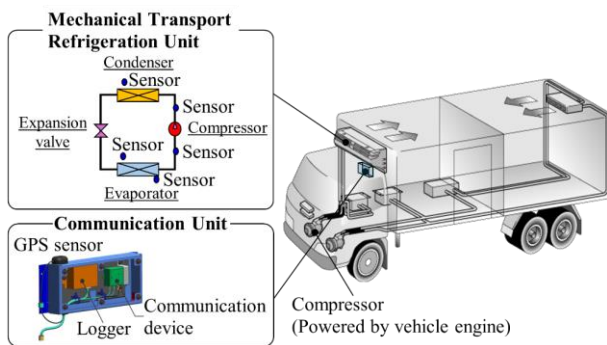 Mechanical Transport
Refrigeration Unit
Condenser
Sensor
Sensor
Expansion
valve
Compressor
Sensor
Sensor
Sensor
Evaporator
Communication Unit
GPS sensor
Communication
device
Logger
Compressor
(Powered by vehicle engine)